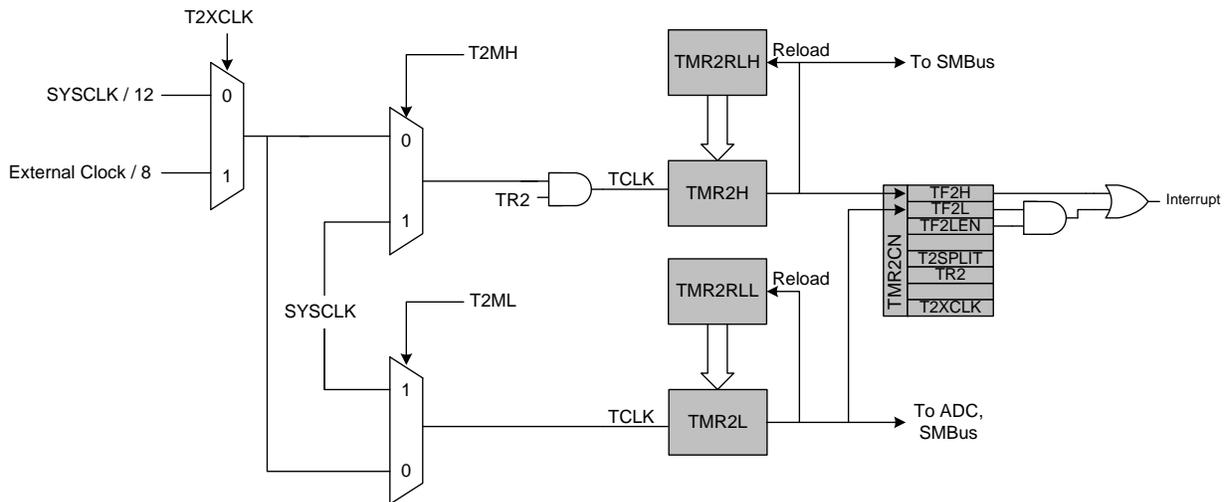 T2XCLK
SYSCLK / 12
0
External Clock / 8
1
T2MH
0
1
TR2
TCLK
TMR2RLH
Reload
To SMBus
TMR2H
TMR2CN
TF2H
TF2L
TF2LEN
T2SPLIT
TR2
T2XCLK
Interrupt
SYSCLK
T2ML
1
0
TCLK
TMR2RLL
Reload
TMR2L
To ADC,
SMBus